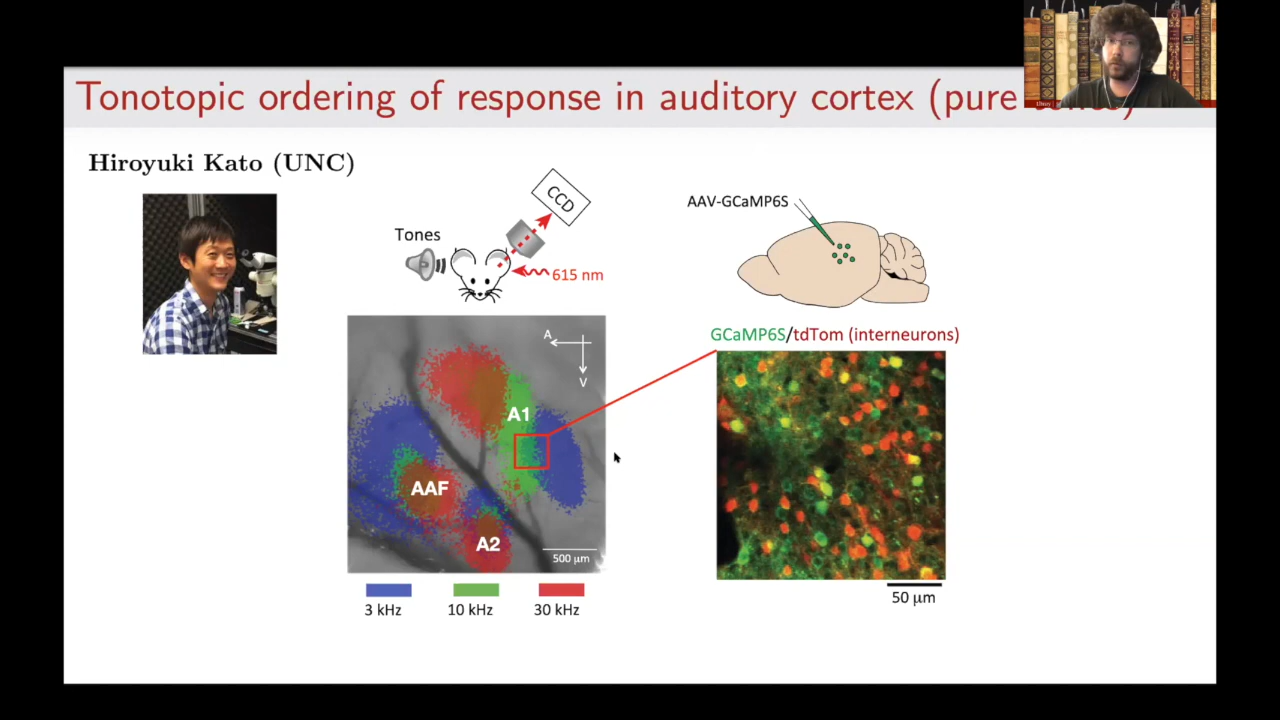 Tonotopic ordering of response in auditory cortex (pure
Hiroyuki Kato (UNC)
CCD
Tones
615 nm
AAV-GCaMP6S
GCaMP6S/tdTom (interneurons)
A
V
A1
AAF
A2
500 µm
3 kHz
10 kHz
30 kHz
50 µm